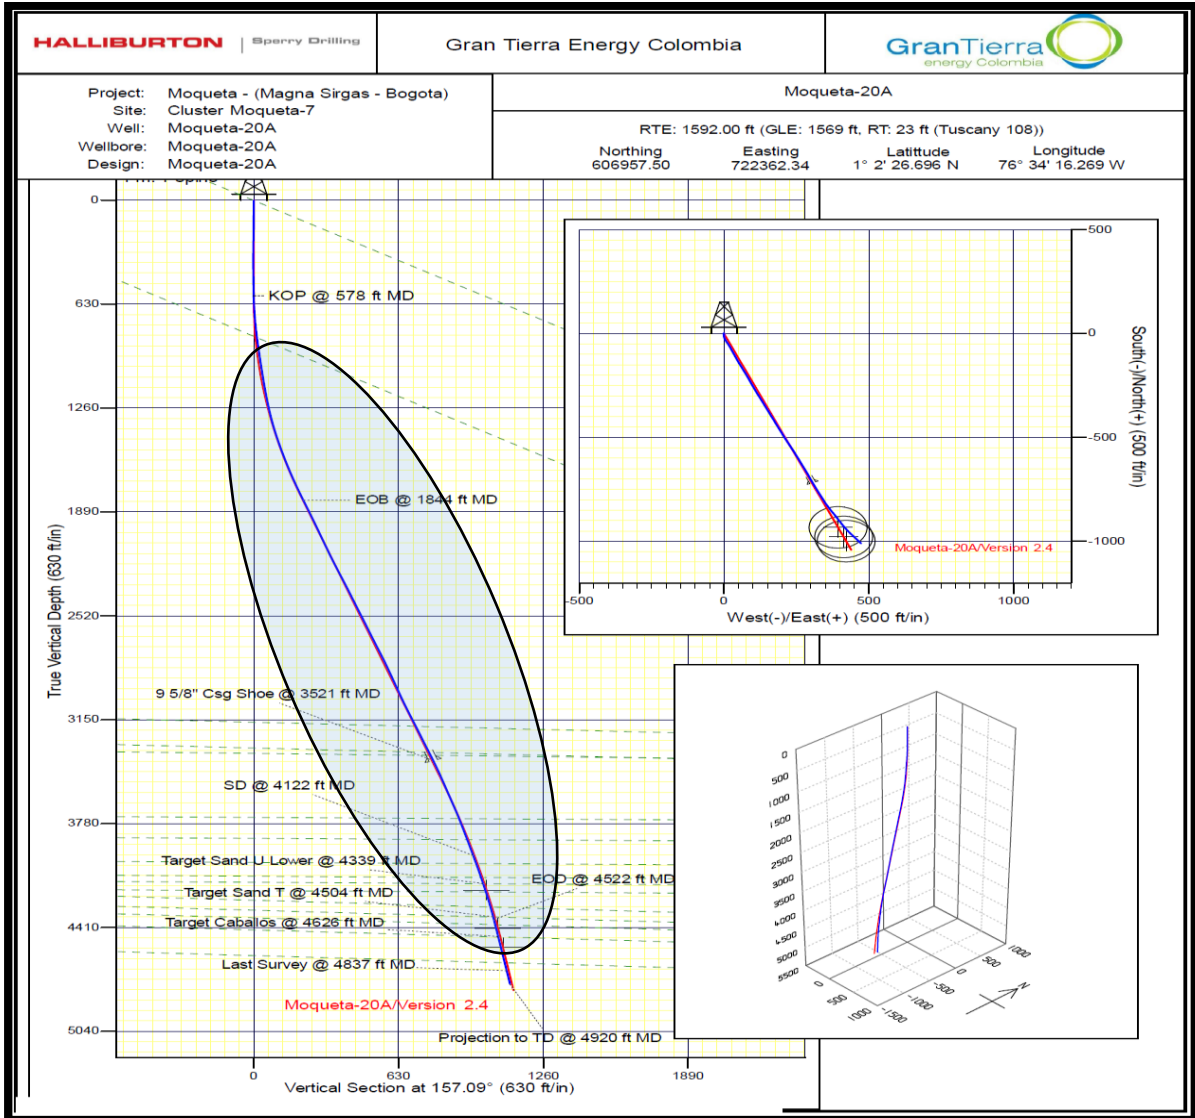 HALLIBURTON | Sperry Drilling
Gran Tierra Energy Colombia
GranTierra
energy Colombia
Project: Moqueta - (Magna Sirgas - Bogota)
Site: Cluster Moqueta-7
Well: Moqueta-20A
Wellbore: Moqueta-20A
Design: Moqueta-20A
Moqueta-20A
RTE: 1592.00 ft (GLE: 1569 ft, RT: 23 ft (Tuscany 108))
Northing Easting Latittude Longitude
606957.50 722362.34 1° 2' 26.696 N 76° 34' 16.269 W
True Vertical Depth (630 ft/in)
0
630
1260
1890
2520
3150
3780
4410
5040
KOP @ 578 ft MD
EOB @ 1844 ft MD
9 5/8" Csg Shoe @ 3521 ft MD
SD @ 4122 ft MD
Target Sand U Lower @ 4339 ft MD
EOD @ 4522 ft MD
Target Sand T @ 4504 ft MD
Target Caballos @ 4626 ft MD
Last Survey @ 4837 ft MD
Moqueta-20A/Version 2.4
Projection to TD @ 4920 ft MD
0 630 1260 1890
Vertical Section at 157.09° (630 ft/in)
500
0
-500
-1000
South(-)/North(+) (500 ft/in)
Moqueta-20A/Version 2.4
-500 0 500 1000
West(-)/East(+) (500 ft/in)
0
500
1000
1500
2000
2500
3000
3500
4000
4500
5000
5500
0
500
1000
-1500
-1000
-500
0
500
1000
N